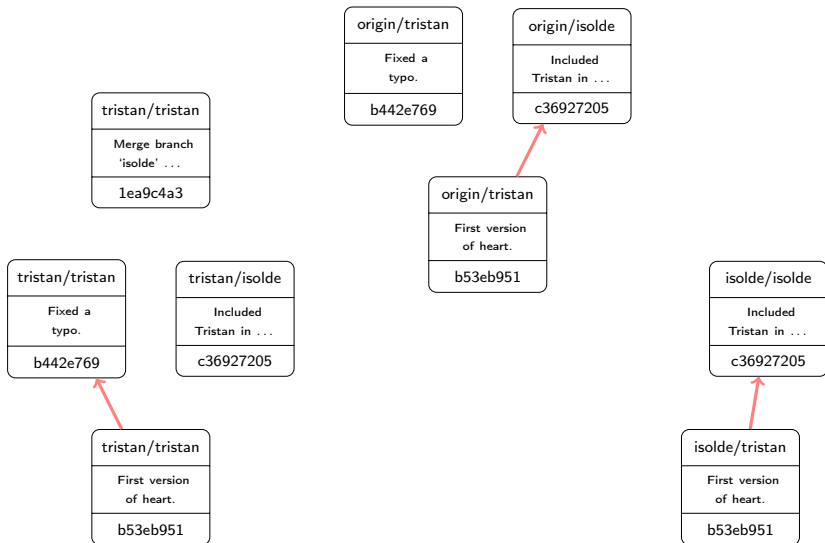 origin/tristan
Fixed a
typo.
b442e769
origin/isolde
Included
Tristan in . . .
c36927205
tristan/tristan
Merge branch
‘isolde’ . . .
1ea9c4a3
origin/tristan
First version
of heart.
b53eb951
tristan/tristan
Fixed a
typo.
b442e769
tristan/isolde
Included
Tristan in . . .
c36927205
isolde/isolde
Included
Tristan in . . .
c36927205
tristan/tristan
First version
of heart.
b53eb951
isolde/tristan
First version
of heart.
b53eb951